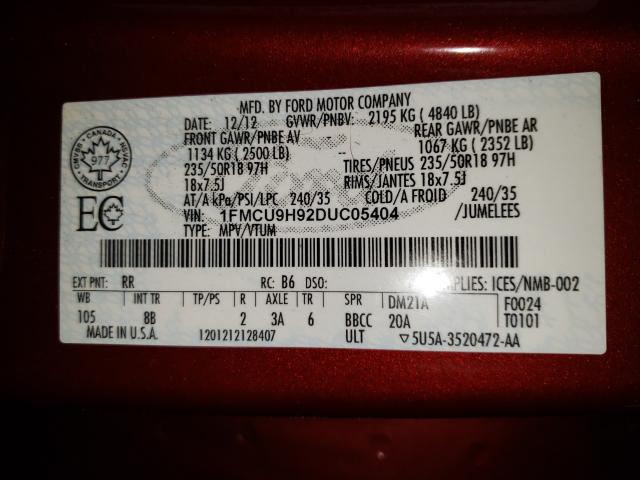 MFD. BY FORD MOTOR COMPANY
DATE: 12/12 GVWR/PNBV: 2195 KG ( 4840 LB)
FRONT GAWR/PNBE AV REAR GAWR/PNBE AR
1134 KG ( 2500 LB) -- 1067 KG ( 2352 LB)
235/50R18 97H TIRES/PNEUS 235/50R18 97H
18x7.5J RIMS/JANTES 18x7.5J
AT/A kPa/PSI/LPC 240/35 COLD/A FROID 240/35
VIN: 1FMCU9H92DUC05404 /JUMELEES
TYPE: MPV/VTUM
CANADA
977
TRANSPORT
EC
EXT PNT: RR RC: B6 DSO: COMPLIES: ICES/NMB-002
WB INT TR TP/PS R AXLE TR SPR DM21A F0024
105 8B 2 3A 6 BBCC 20A T0101
MADE IN U.S.A. 1201212128407 ULT ▽5U5A-3520472-AA